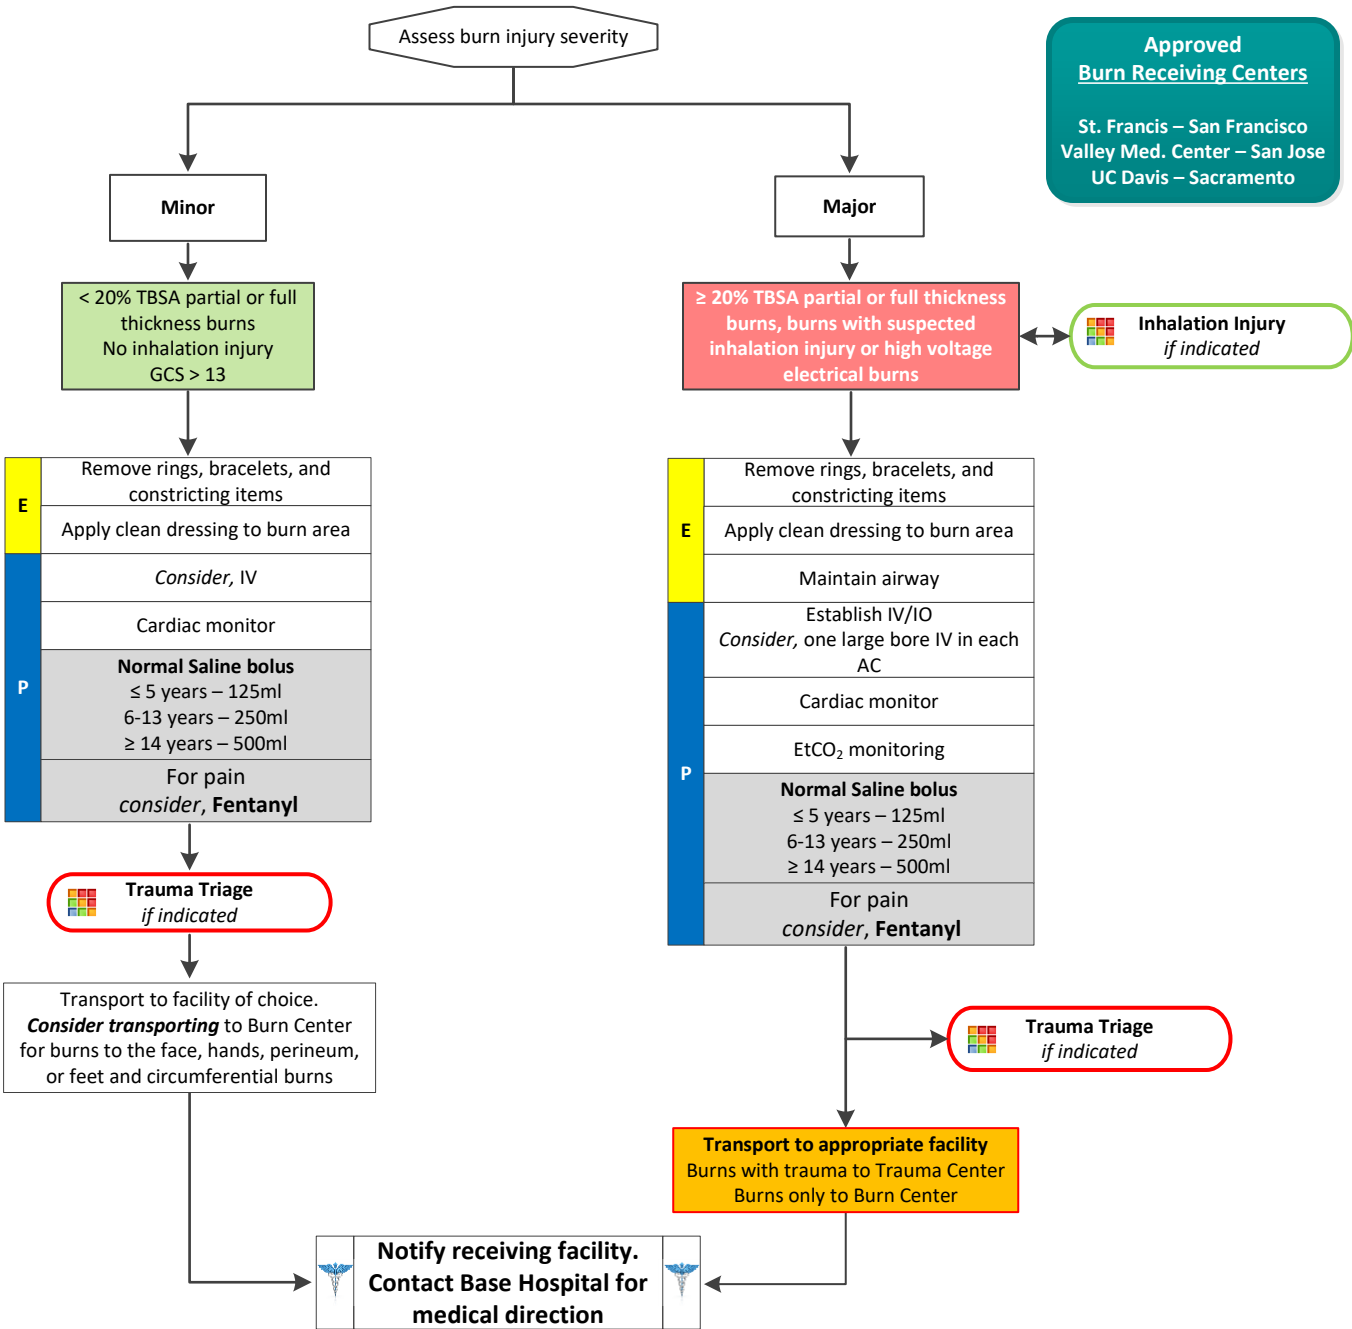 Assess burn injury severity
Approved
Burn Receiving Centers
St. Francis – San Francisco
Valley Med. Center – San Jose
UC Davis – Sacramento
Minor
< 20% TBSA partial or full
thickness burns
No inhalation injury
GCS > 13
E
Remove rings, bracelets, and
constricting items
Apply clean dressing to burn area
P
Consider, IV
Cardiac monitor
Normal Saline bolus
≤ 5 years – 125ml
6-13 years – 250ml
≥ 14 years – 500ml
For pain
consider, Fentanyl
Trauma Triage
if indicated
Transport to facility of choice.
Consider transporting to Burn Center
for burns to the face, hands, perineum,
or feet and circumferential burns
Major
≥ 20% TBSA partial or full thickness
burns, burns with suspected
inhalation injury or high voltage
electrical burns
Inhalation Injury
if indicated
E
Remove rings, bracelets, and
constricting items
Apply clean dressing to burn area
Maintain airway
P
Establish IV/IO
Consider, one large bore IV in each
AC
Cardiac monitor
EtCO₂ monitoring
Normal Saline bolus
≤ 5 years – 125ml
6-13 years – 250ml
≥ 14 years – 500ml
For pain
consider, Fentanyl
Trauma Triage
if indicated
Transport to appropriate facility
Burns with trauma to Trauma Center
Burns only to Burn Center
Notify receiving facility.
Contact Base Hospital for
medical direction